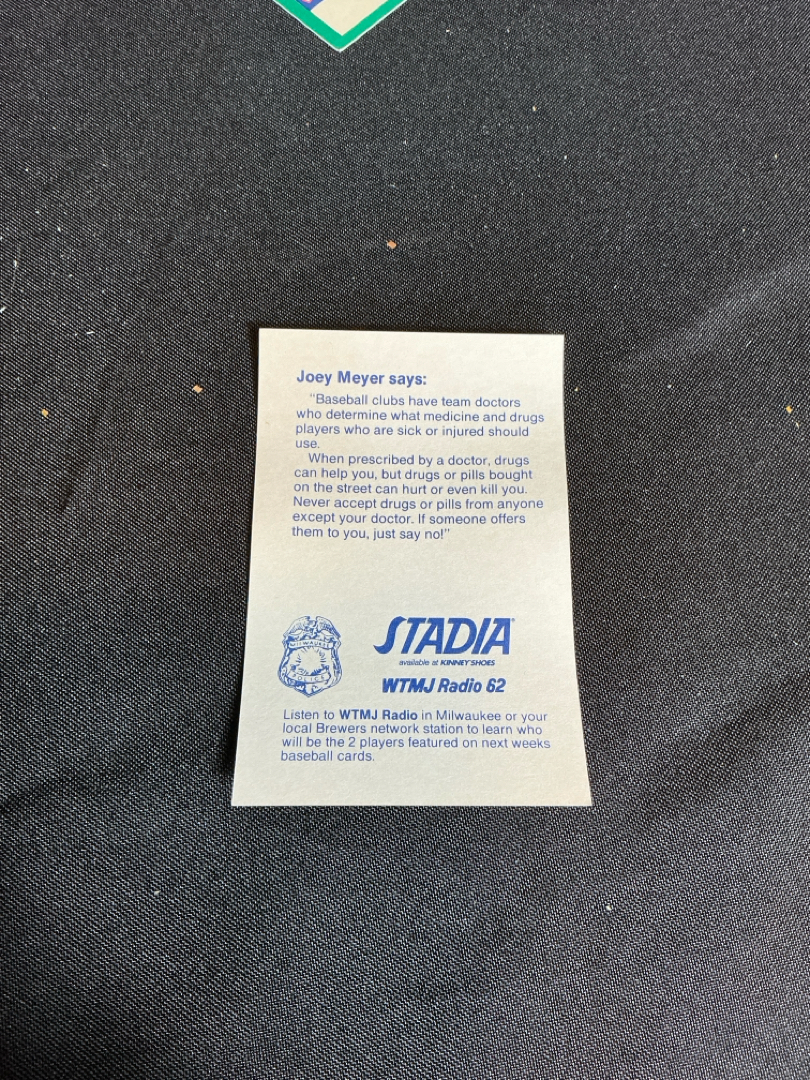 Joey Meyer says:
"Baseball clubs have team doctors
who determine what medicine and drugs
players who are sick or injured should
use.
When prescribed by a doctor, drugs
can help you, but drugs or pills bought
on the street can hurt or even kill you.
Never accept drugs or pills from anyone
except your doctor. If someone offers
them to you, just say no!"
MILWAUKEE
POLICE
STADIA®
available at KINNEY SHOES
WTMJ Radio 62
Listen to WTMJ Radio in Milwaukee or your
local Brewers network station to learn who
will be the 2 players featured on next weeks
baseball cards.